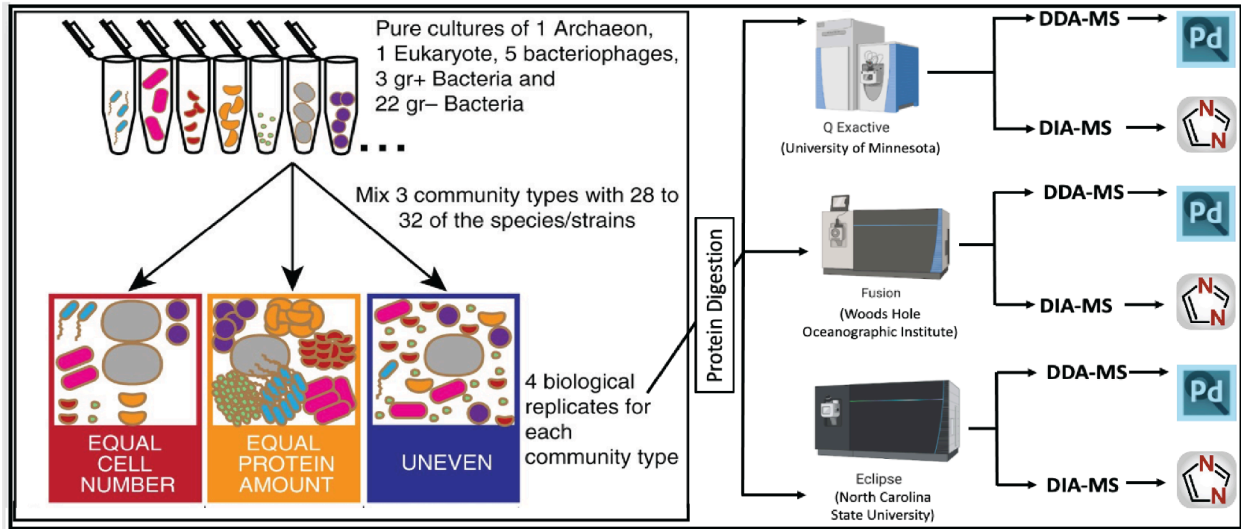 Pure cultures of 1 Archaeon,
1 Eukaryote, 5 bacteriophages,
3 gr+ Bacteria and
22 gr– Bacteria
...
Mix 3 community types with 28 to
32 of the species/strains
EQUAL
CELL
NUMBER
EQUAL
PROTEIN
AMOUNT
UNEVEN
4 biological
replicates for
each
community type
Protein Digestion
Q Exactive
(University of Minnesota)
DDA-MS
Pd
DIA-MS
N
N
Fusion
(Woods Hole
Oceanographic Institute)
DDA-MS
Pd
DIA-MS
N
N
Eclipse
(North Carolina
State University)
DDA-MS
Pd
DIA-MS
N
N